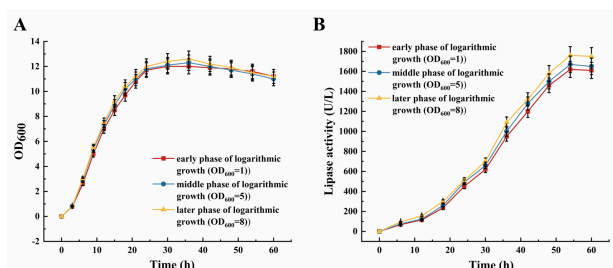 A
OD600
14
12
10
8
6
4
2
0
-2
early phase of logarithmic
growth (OD600=1))
middle phase of logarithmic
growth (OD600=5))
later phase of logarithmic
growth (OD600=8))
0 10 20 30 40 50 60
Time (h)
B
Lipase activity (U/L)
1800
1600
1400
1200
1000
800
600
400
200
0
early phase of logarithmic
growth (OD600=1))
middle phase of logarithmic
growth (OD600=5))
later phase of logarithmic
growth (OD600=8))
0 10 20 30 40 50 60
Time (h)